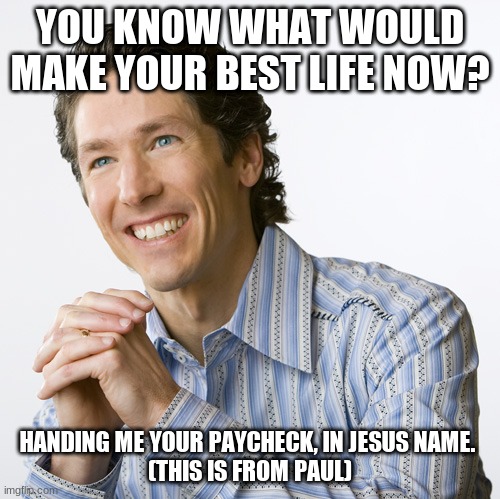 YOU KNOW WHAT WOULD
MAKE YOUR BEST LIFE NOW?
HANDING ME YOUR PAYCHECK, IN JESUS NAME.
(THIS IS FROM PAUL)
imgflip.com